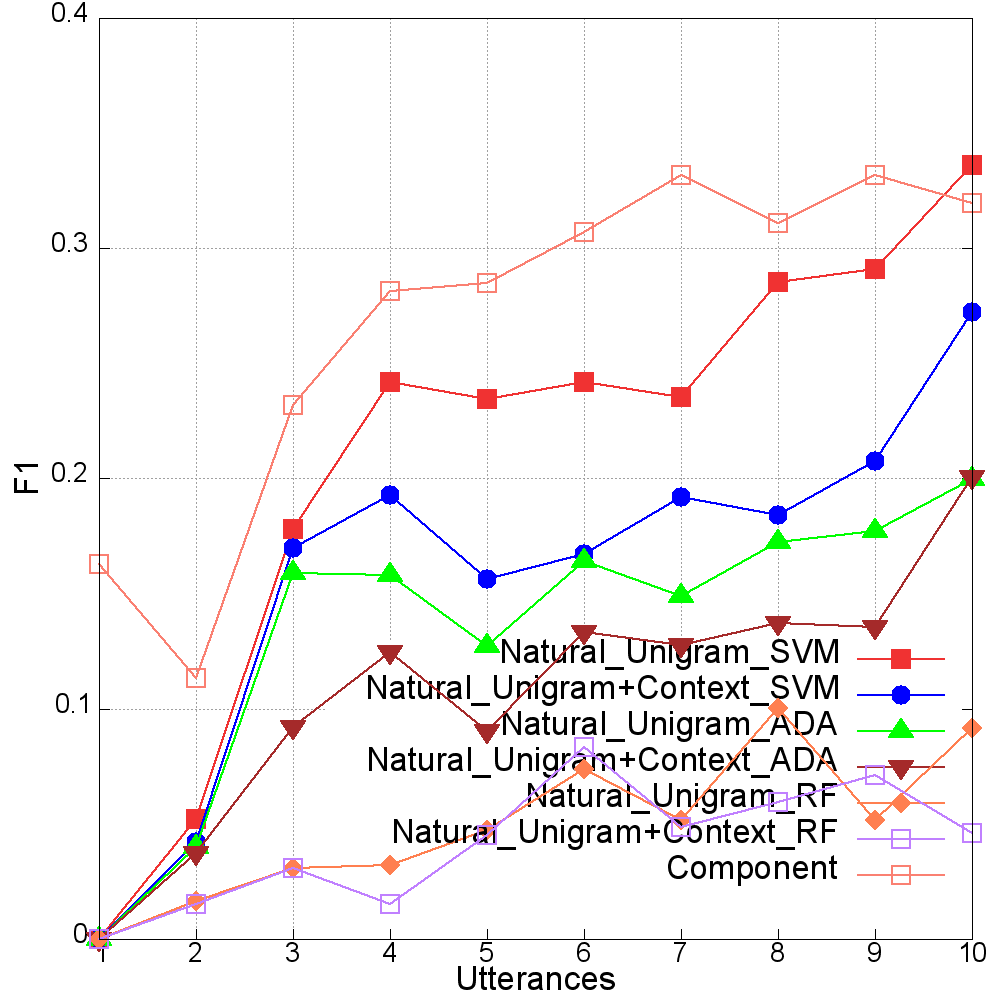 0.4
0.3
0.2
0.1
0
F1
Natural_Unigram_SVM
Natural_Unigram+Context_SVM
Natural_Unigram_ADA
Natural_Unigram+Context_ADA
Natural_Unigram_RF
Natural_Unigram+Context_RF
Component
1 2 3 4 5 6 7 8 9 10
Utterances